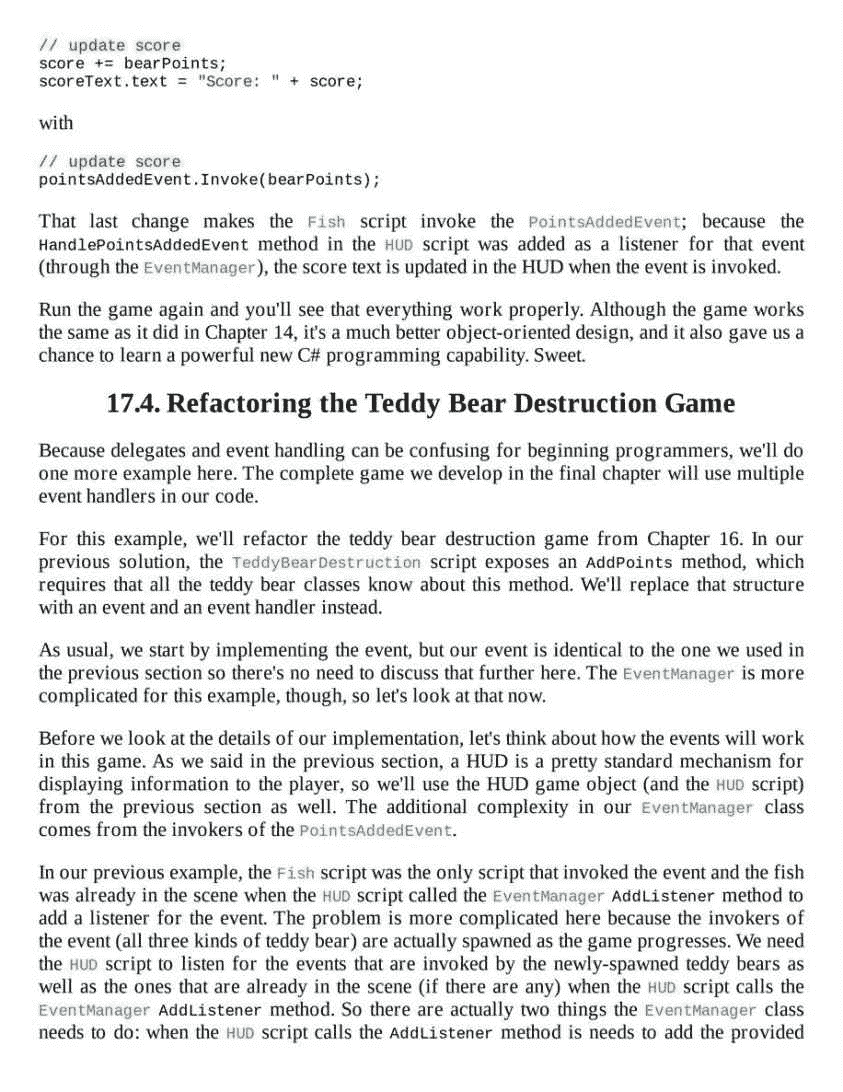 // update score
score += bearPoints;
scoreText.text = "Score: " + score;
with
// update score
pointsAddedEvent.Invoke(bearPoints);
That last change makes the Fish script invoke the PointsAddedEvent; because the
HandlePointsAddedEvent method in the HUD script was added as a listener for that event
(through the EventManager), the score text is updated in the HUD when the event is invoked.
Run the game again and you'll see that everything work properly. Although the game works
the same as it did in Chapter 14, it's a much better object-oriented design, and it also gave us a
chance to learn a powerful new C# programming capability. Sweet.
17.4. Refactoring the Teddy Bear Destruction Game
Because delegates and event handling can be confusing for beginning programmers, we'll do
one more example here. The complete game we develop in the final chapter will use multiple
event handlers in our code.
For this example, we'll refactor the teddy bear destruction game from Chapter 16. In our
previous solution, the TeddyBearDestruction script exposes an AddPoints method, which
requires that all the teddy bear classes know about this method. We'll replace that structure
with an event and an event handler instead.
As usual, we start by implementing the event, but our event is identical to the one we used in
the previous section so there's no need to discuss that further here. The EventManager is more
complicated for this example, though, so let's look at that now.
Before we look at the details of our implementation, let's think about how the events will work
in this game. As we said in the previous section, a HUD is a pretty standard mechanism for
displaying information to the player, so we'll use the HUD game object (and the HUD script)
from the previous section as well. The additional complexity in our EventManager class
comes from the invokers of the PointsAddedEvent.
In our previous example, the Fish script was the only script that invoked the event and the fish
was already in the scene when the HUD script called the EventManager AddListener method to
add a listener for the event. The problem is more complicated here because the invokers of
the event (all three kinds of teddy bear) are actually spawned as the game progresses. We need
the HUD script to listen for the events that are invoked by the newly-spawned teddy bears as
well as the ones that are already in the scene (if there are any) when the HUD script calls the
EventManager AddListener method. So there are actually two things the EventManager class
needs to do: when the HUD script calls the AddListener method is needs to add the provided